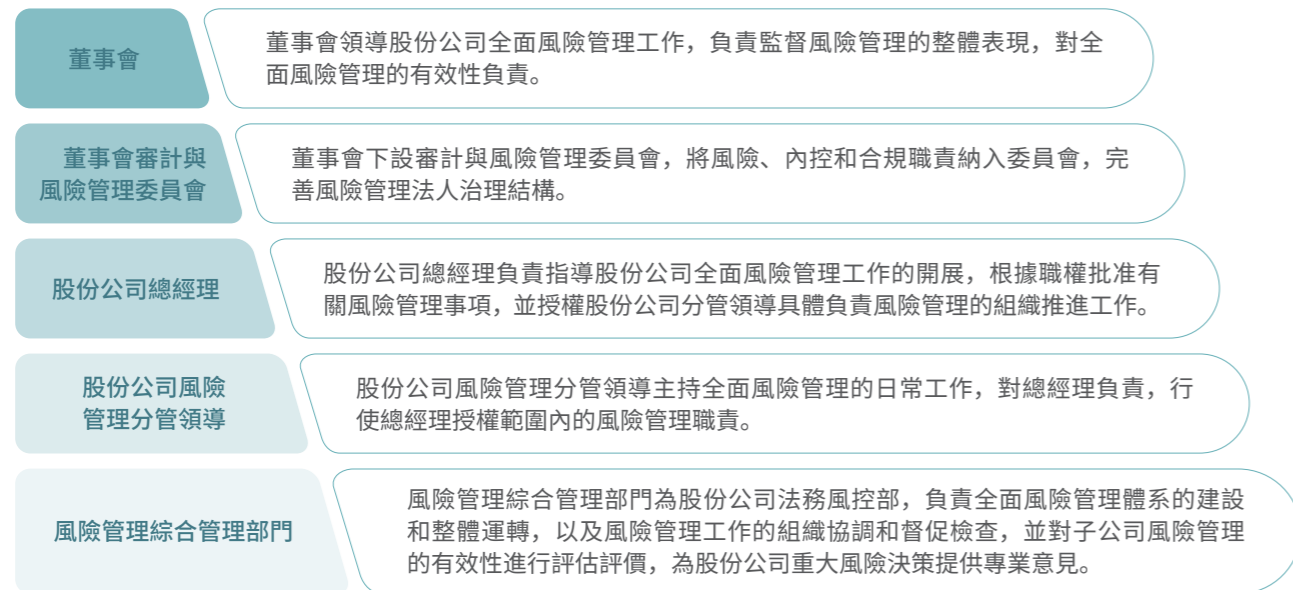 董事會
董事會領導股份公司全面風險管理工作，負責監督風險管理的整體表現，對全
面風險管理的有效性負責。
董事會審計與
風險管理委員會
董事會下設審計與風險管理委員會，將風險、內控和合規職責納入委員會，完
善風險管理法人治理結構。
股份公司總經理
股份公司總經理負責指導股份公司全面風險管理工作的開展，根據職權批准有
關風險管理事項，並授權股份公司分管領導具體負責風險管理的組織推進工作。
股份公司風險
管理分管領導
股份公司風險管理分管領導主持全面風險管理的日常工作，對總經理負責，行
使總經理授權範圍內的風險管理職責。
風險管理綜合管理部門
風險管理綜合管理部門為股份公司法務風控部，負責全面風險管理體系的建設
和整體運轉，以及風險管理工作的組織協調和督促檢查，並對子公司風險管理
的有效性進行評估評價，為股份公司重大風險決策提供專業意見。